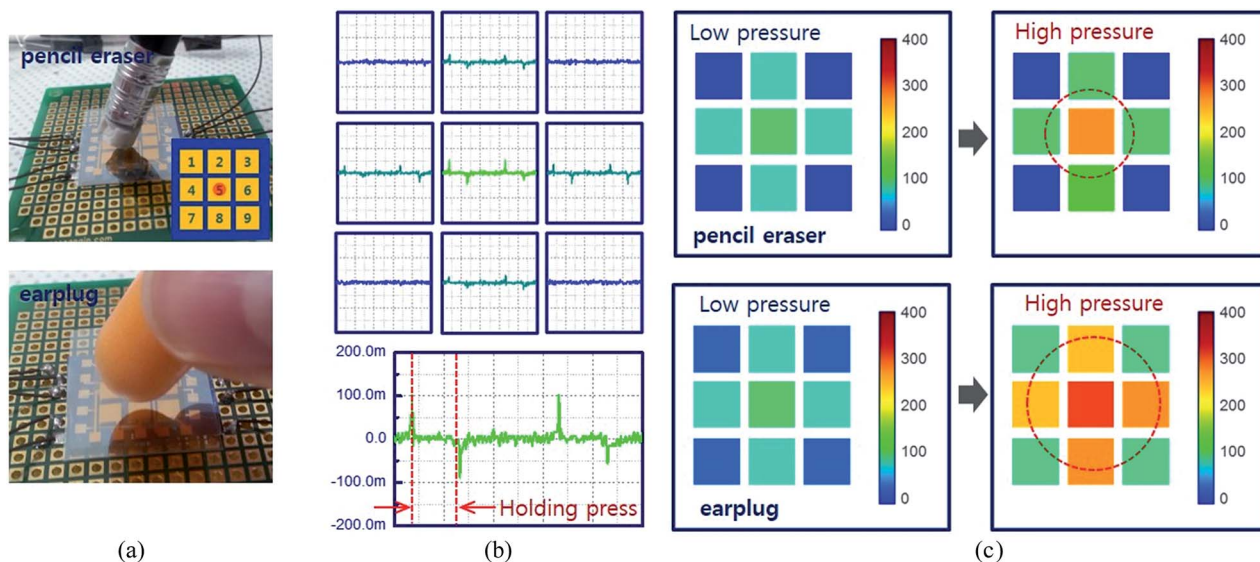 pencil eraser
1 2 3
4 5 6
7 8 9
earplug
(a)
200.0m
100.0m
0.0
-100.0m
-200.0m
Holding press
(b)
Low pressure
400
300
200
100
0
pencil eraser
High pressure
400
300
200
100
0
Low pressure
400
300
200
100
0
earplug
High pressure
400
300
200
100
0
(c)